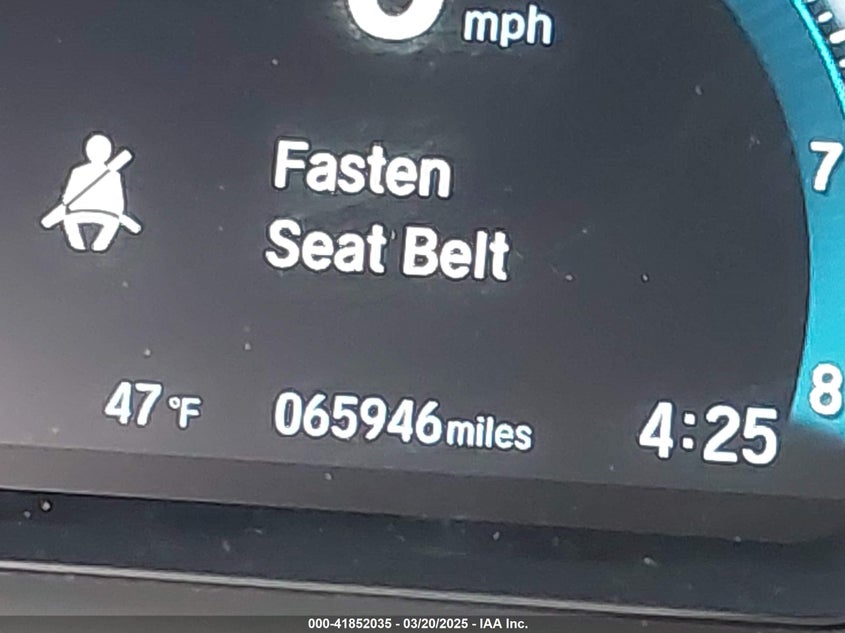 mph
Fasten
Seat Belt
7
47 °F 065946 miles 4:25
8
000-41852035 - 03/20/2025 - IAA Inc.